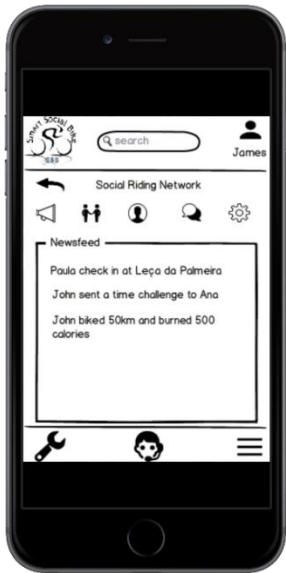 Smart Social Bike
search
James
Social Riding Network
Newsfeed
Paula check in at Leça da Palmeira
John sent a time challenge to Ana
John biked 50km and burned 500
calories